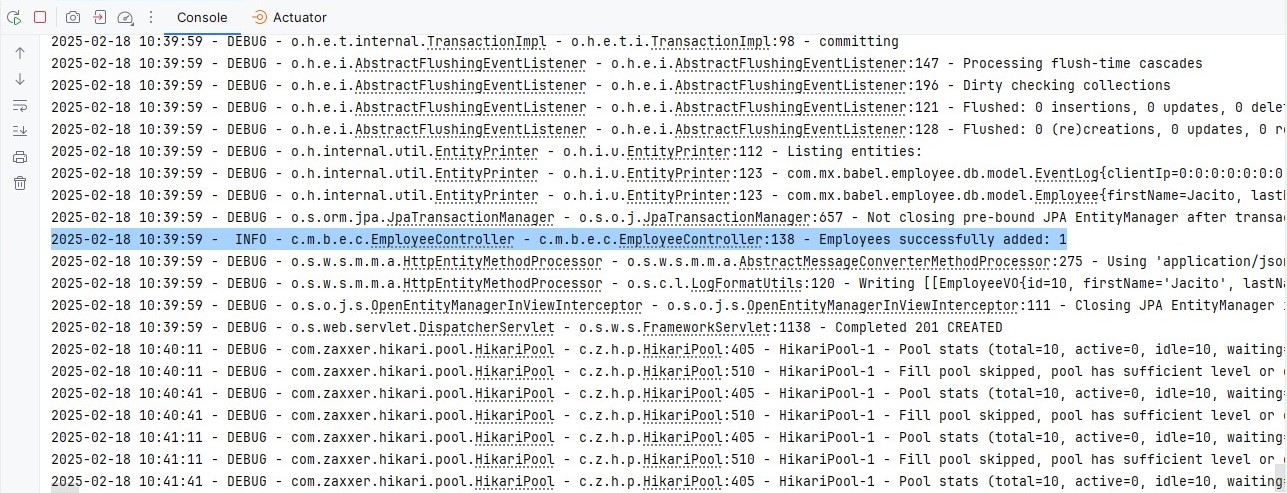 Console Actuator
2025-02-18 10:39:59 - DEBUG - o.h.e.t.internal.TransactionImpl - o.h.e.t.i.TransactionImpl:98 - committing
2025-02-18 10:39:59 - DEBUG - o.h.e.i.AbstractFlushingEventListener - o.h.e.i.AbstractFlushingEventListener:147 - Processing flush-time cascades
2025-02-18 10:39:59 - DEBUG - o.h.e.i.AbstractFlushingEventListener - o.h.e.i.AbstractFlushingEventListener:196 - Dirty checking collections
2025-02-18 10:39:59 - DEBUG - o.h.e.i.AbstractFlushingEventListener - o.h.e.i.AbstractFlushingEventListener:121 - Flushed: 0 insertions, 0 updates, 0 dele
2025-02-18 10:39:59 - DEBUG - o.h.e.i.AbstractFlushingEventListener - o.h.e.i.AbstractFlushingEventListener:128 - Flushed: 0 (re)creations, 0 updates, 0 r
2025-02-18 10:39:59 - DEBUG - o.h.internal.util.EntityPrinter - o.h.i.u.EntityPrinter:112 - Listing entities:
2025-02-18 10:39:59 - DEBUG - o.h.internal.util.EntityPrinter - o.h.i.u.EntityPrinter:123 - com.mx.babel.employee.db.model.EventLog{clientIp=0:0:0:0:0:0:0
2025-02-18 10:39:59 - DEBUG - o.h.internal.util.EntityPrinter - o.h.i.u.EntityPrinter:123 - com.mx.babel.employee.db.model.Employee{firstName=Jacito, last
2025-02-18 10:39:59 - DEBUG - o.s.orm.jpa.JpaTransactionManager - o.s.o.j.JpaTransactionManager:657 - Not closing pre-bound JPA EntityManager after transa
2025-02-18 10:39:59 -  INFO - c.m.b.e.c.EmployeeController - c.m.b.e.c.EmployeeController:138 - Employees successfully added: 1
2025-02-18 10:39:59 - DEBUG - o.s.w.s.m.m.a.HttpEntityMethodProcessor - o.s.w.s.m.m.a.AbstractMessageConverterMethodProcessor:275 - Using 'application/jso
2025-02-18 10:39:59 - DEBUG - o.s.w.s.m.m.a.HttpEntityMethodProcessor - o.s.c.l.LogFormatUtils:120 - Writing [[EmployeeVO{id=10, firstName='Jacito', lastN
2025-02-18 10:39:59 - DEBUG - o.s.o.j.s.OpenEntityManagerInViewInterceptor - o.s.o.j.s.OpenEntityManagerInViewInterceptor:111 - Closing JPA EntityManager
2025-02-18 10:39:59 - DEBUG - o.s.web.servlet.DispatcherServlet - o.s.w.s.FrameworkServlet:1138 - Completed 201 CREATED
2025-02-18 10:40:11 - DEBUG - com.zaxxer.hikari.pool.HikariPool - c.z.h.p.HikariPool:405 - HikariPool-1 - Pool stats (total=10, active=0, idle=10, waiting
2025-02-18 10:40:11 - DEBUG - com.zaxxer.hikari.pool.HikariPool - c.z.h.p.HikariPool:510 - HikariPool-1 - Fill pool skipped, pool has sufficient level or
2025-02-18 10:40:41 - DEBUG - com.zaxxer.hikari.pool.HikariPool - c.z.h.p.HikariPool:405 - HikariPool-1 - Pool stats (total=10, active=0, idle=10, waiting
2025-02-18 10:40:41 - DEBUG - com.zaxxer.hikari.pool.HikariPool - c.z.h.p.HikariPool:510 - HikariPool-1 - Fill pool skipped, pool has sufficient level or
2025-02-18 10:41:11 - DEBUG - com.zaxxer.hikari.pool.HikariPool - c.z.h.p.HikariPool:405 - HikariPool-1 - Pool stats (total=10, active=0, idle=10, waiting
2025-02-18 10:41:11 - DEBUG - com.zaxxer.hikari.pool.HikariPool - c.z.h.p.HikariPool:510 - HikariPool-1 - Fill pool skipped, pool has sufficient level or
2025-02-18 10:41:41 - DEBUG - com.zaxxer.hikari.pool.HikariPool - c.z.h.p.HikariPool:405 - HikariPool-1 - Pool stats (total=10, active=0, idle=10, waiting